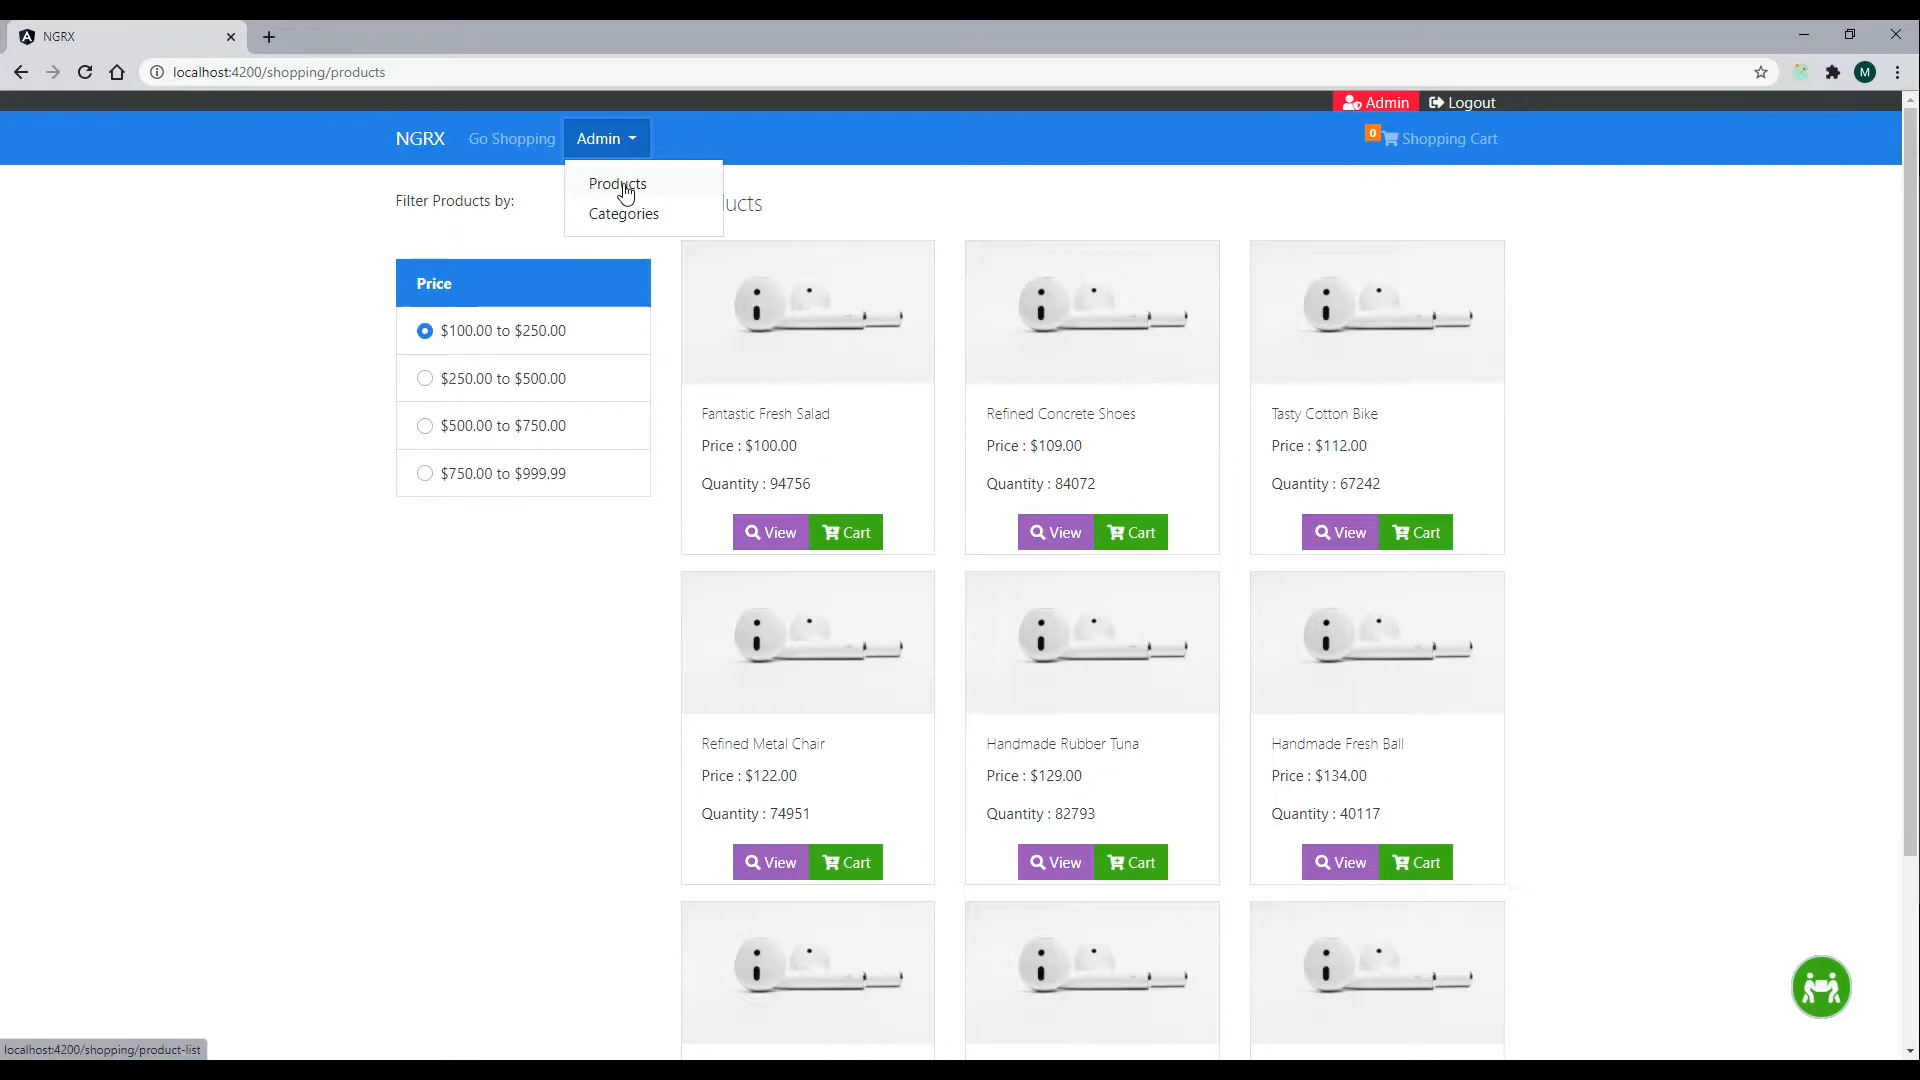 NGRX
localhost:4200/shopping/products
M
Admin
Logout
NGRX
Go Shopping
Admin
0
Shopping Cart
Products
Categories
Filter Products by:
ucts
Price
$100.00 to $250.00
$250.00 to $500.00
$500.00 to $750.00
$750.00 to $999.99
Fantastic Fresh Salad
Price : $100.00
Quantity : 94756
View
Cart
Refined Concrete Shoes
Price : $109.00
Quantity : 84072
View
Cart
Tasty Cotton Bike
Price : $112.00
Quantity : 67242
View
Cart
Refined Metal Chair
Price : $122.00
Quantity : 74951
View
Cart
Handmade Rubber Tuna
Price : $129.00
Quantity : 82793
View
Cart
Handmade Fresh Ball
Price : $134.00
Quantity : 40117
View
Cart
localhost:4200/shopping/product-list